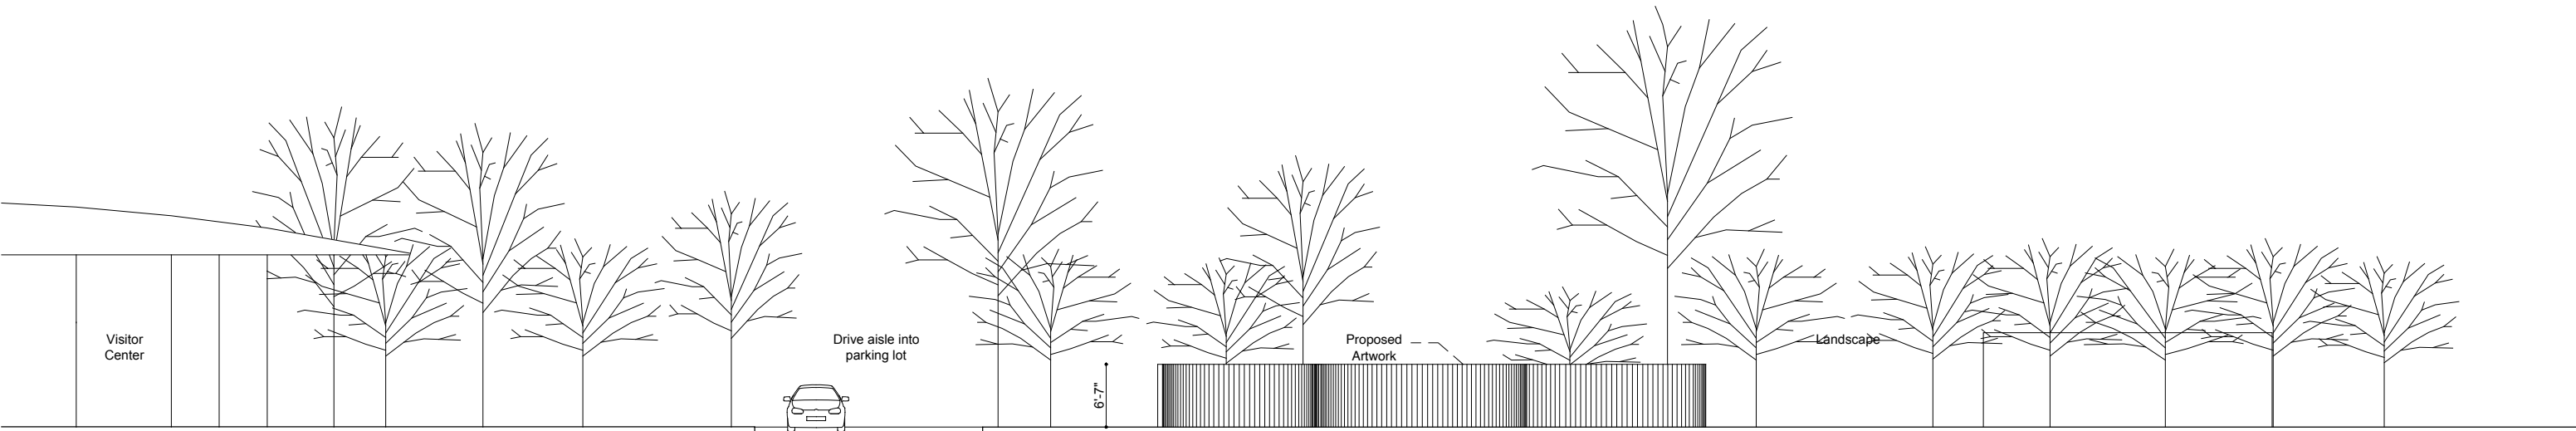 Visitor
Center
Drive aisle into
parking lot
6'-7"
Proposed
Artwork
Landscape